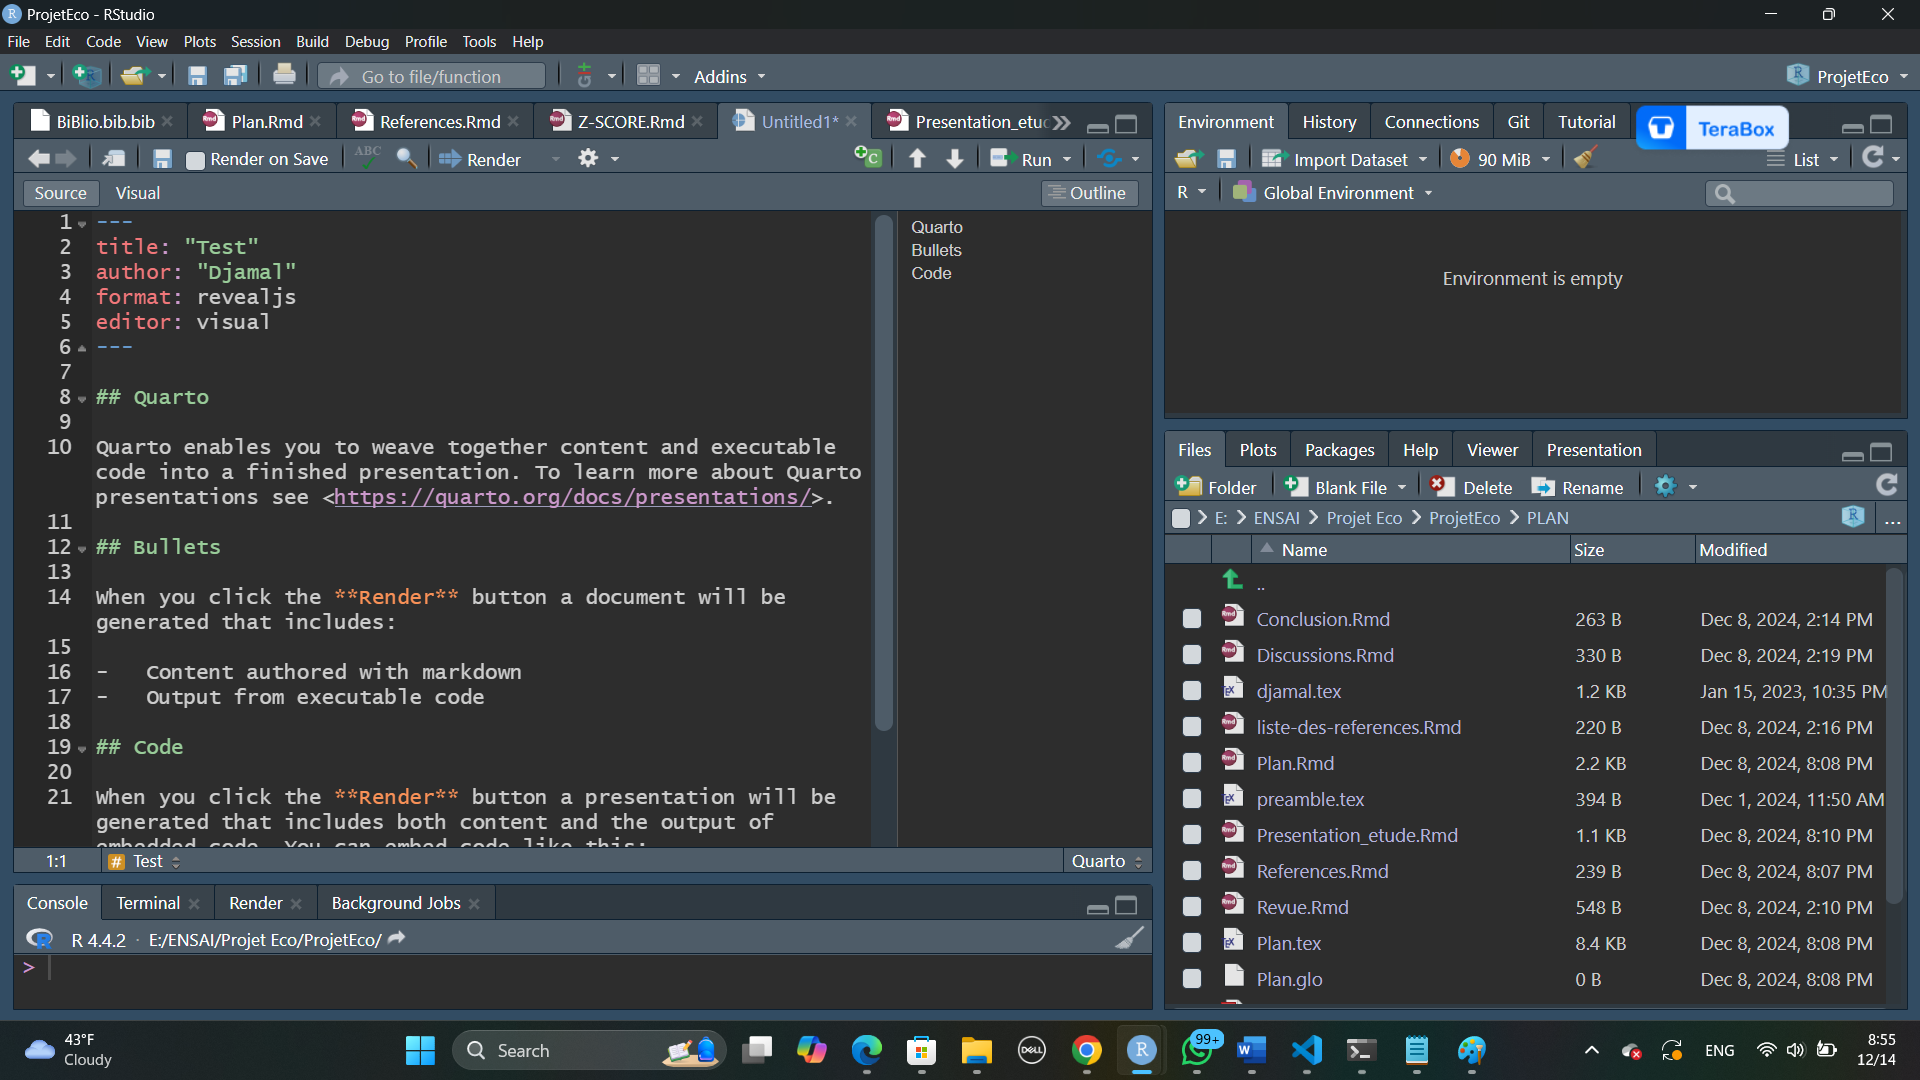 ProjetEco - RStudio
File Edit Code View Plots Session Build Debug Profile Tools Help
Go to file/function Addins ProjetEco
BiBlio.bib.bib Plan.Rmd References.Rmd Z-SCORE.Rmd Untitled1* Presentation_etuc
Render on Save ABC Render Run
Source Visual Outline
1 ---
2 title: "Test"
3 author: "Djamal"
4 format: revealjs
5 editor: visual
6 ---
7
8 ## Quarto
9
10 Quarto enables you to weave together content and executable
code into a finished presentation. To learn more about Quarto
presentations see <https://quarto.org/docs/presentations/>.
11
12 ## Bullets
13
14 When you click the **Render** button a document will be
generated that includes:
15
16 - Content authored with markdown
17 - Output from executable code
18
19 ## Code
20
21 When you click the **Render** button a presentation will be
generated that includes both content and the output of
embedded code. You can embed code like this:
Quarto
Bullets
Code
1:1 # Test Quarto
Console Terminal Render Background Jobs
R 4.4.2 · E:/ENSAI/Projet Eco/ProjetEco/
>
Environment History Connections Git Tutorial TeraBox
Import Dataset 90 MiB List
R Global Environment
Environment is empty
Files Plots Packages Help Viewer Presentation
Folder Blank File Delete Rename
E: ENSAI Projet Eco ProjetEco PLAN ...
Name Size Modified
..
Conclusion.Rmd 263 B Dec 8, 2024, 2:14 PM
Discussions.Rmd 330 B Dec 8, 2024, 2:19 PM
djamal.tex 1.2 KB Jan 15, 2023, 10:35 PM
liste-des-references.Rmd 220 B Dec 8, 2024, 2:16 PM
Plan.Rmd 2.2 KB Dec 8, 2024, 8:08 PM
preamble.tex 394 B Dec 1, 2024, 11:50 AM
Presentation_etude.Rmd 1.1 KB Dec 8, 2024, 8:10 PM
References.Rmd 239 B Dec 8, 2024, 8:07 PM
Revue.Rmd 548 B Dec 8, 2024, 2:10 PM
Plan.tex 8.4 KB Dec 8, 2024, 8:08 PM
Plan.glo 0 B Dec 8, 2024, 8:08 PM
43°F
Cloudy
Search
DELL
99+
ENG
8:55
12/14